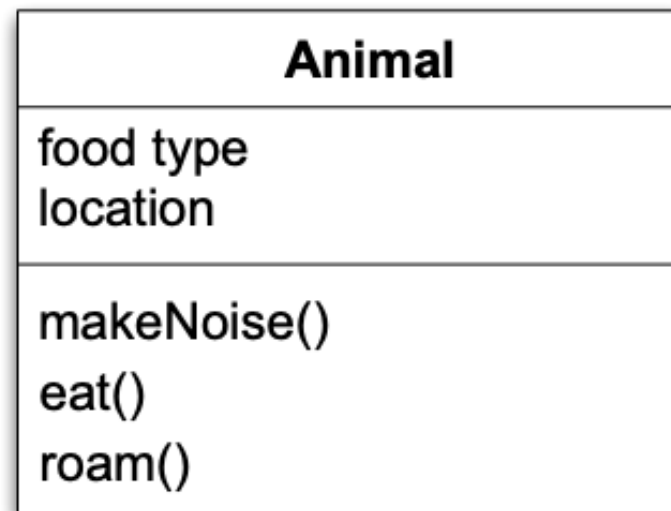 Animal
food type
location
makeNoise()
eat()
roam()